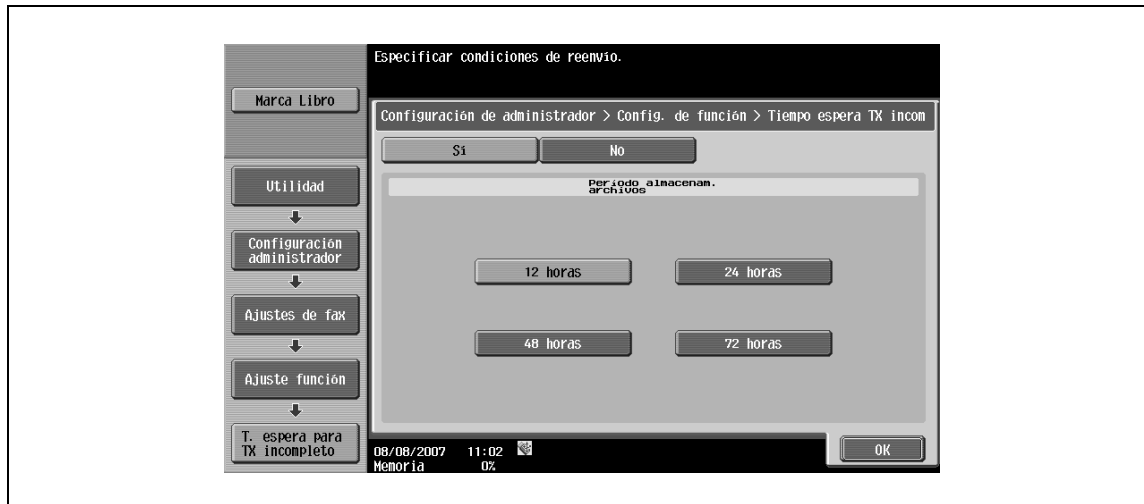 Especificar condiciones de reenvío.
Marca Libro
Configuración de administrador > Config. de función > Tiempo espera TX incom
Sí
No
Período almacenam.
archivos
Utilidad
Configuración
administrador
12 horas
24 horas
Ajustes de fax
48 horas
72 horas
Ajuste función
T. espera para
TX incompleto
08/08/2007 11:02
Memoria 0%
OK